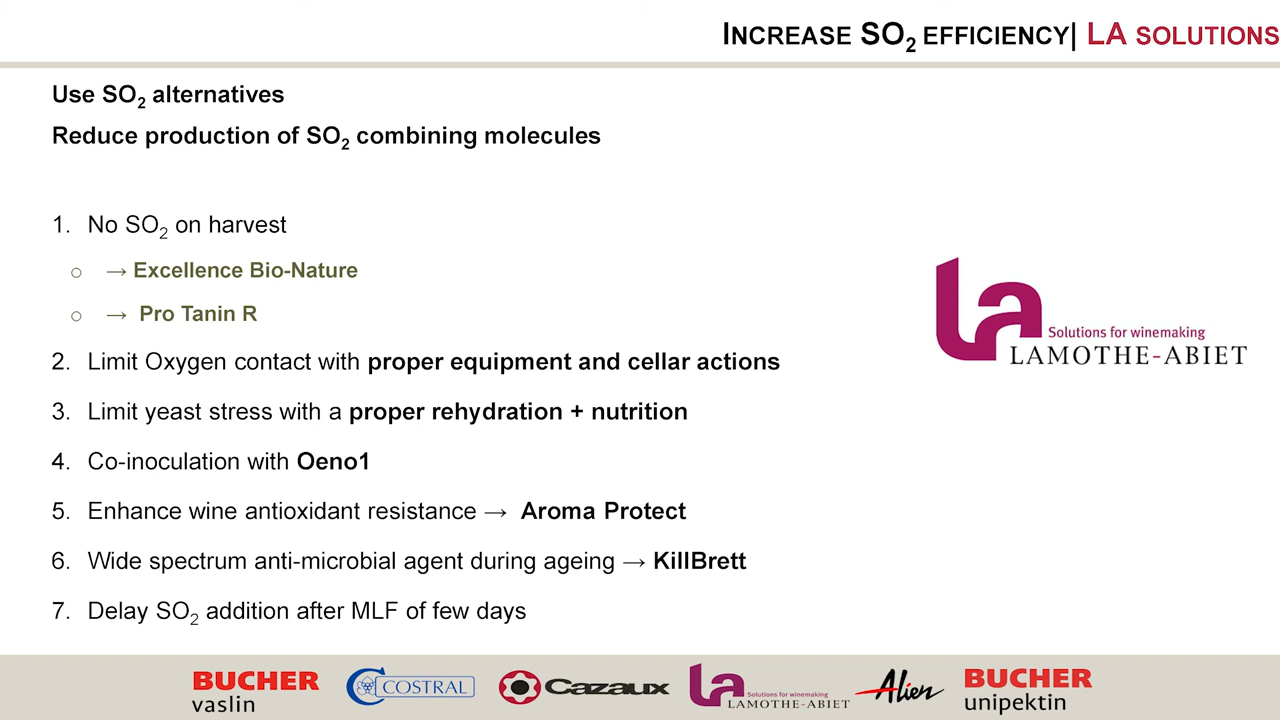 INCREASE SO2 EFFICIENCY| LA SOLUTIONS
Use SO2 alternatives
Reduce production of SO2 combining molecules
1. No SO2 on harvest
○ → Excellence Bio-Nature
○ → Pro Tanin R
2. Limit Oxygen contact with proper equipment and cellar actions
3. Limit yeast stress with a proper rehydration + nutrition
4. Co-inoculation with Oeno1
5. Enhance wine antioxidant resistance → Aroma Protect
6. Wide spectrum anti-microbial agent during ageing → KillBrett
7. Delay SO2 addition after MLF of few days
La
Solutions for winemaking
LAMOTHE-ABIET
BUCHER
vaslin
COSTRAL
Cazaux
La
Solutions for winemaking
LAMOTHE-ABIET
Alien
BUCHER
unipektin